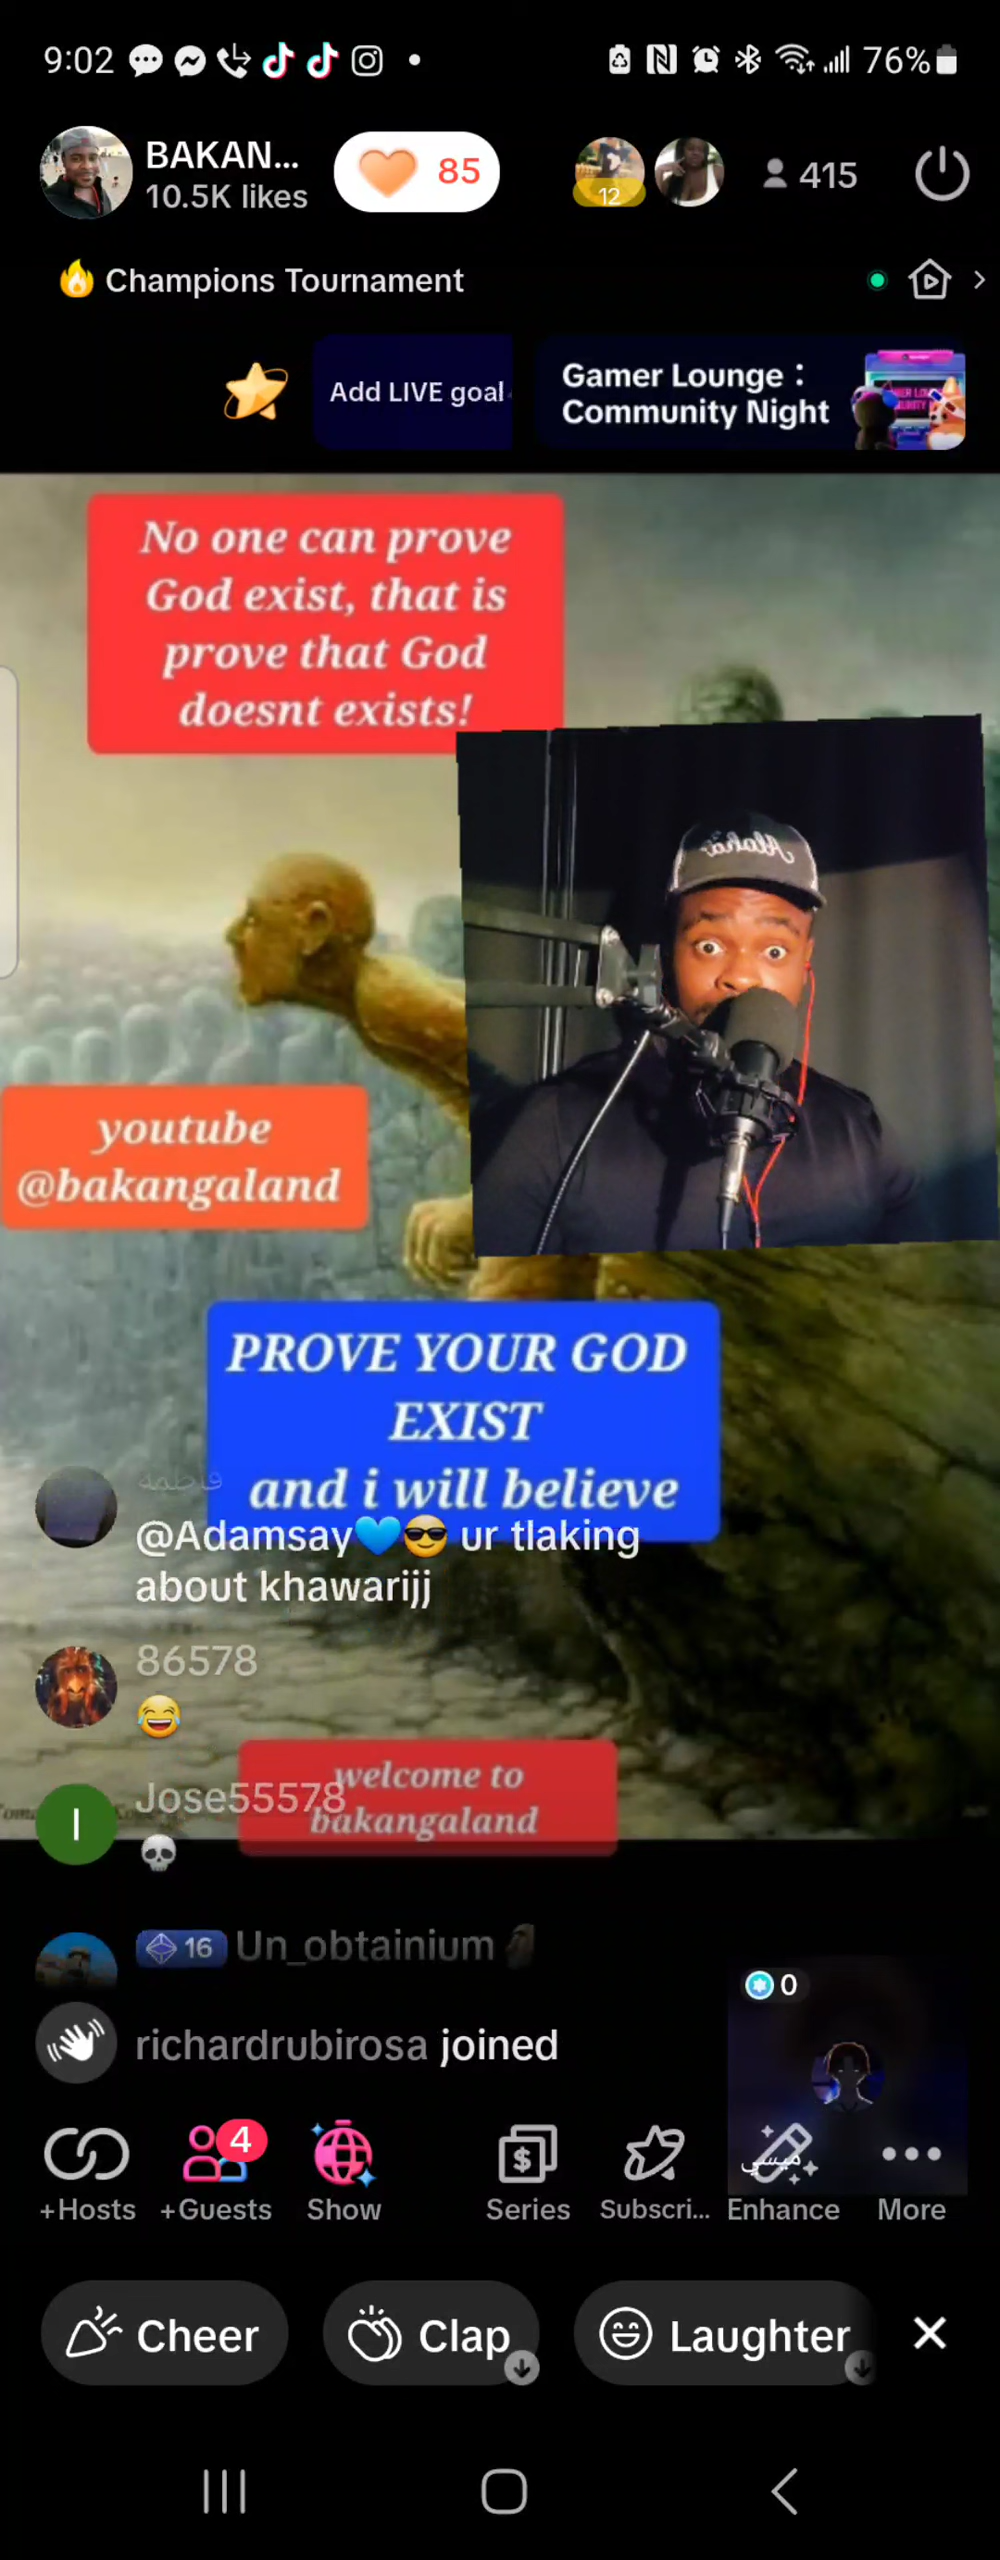 9:02
76%
BAKAN...
10.5K likes
85
12
415
Champions Tournament
Add LIVE goal
Gamer Lounge :
Community Night
No one can prove
God exist, that is
prove that God
doesnt exists!
Aloha
youtube
@bakangaland
PROVE YOUR GOD
EXIST
and i will believe
فاطمة
@Adamsay💙😎 ur tlaking
about khawarijj
86578
😂
welcome to
bakangaland
Jose55578
I
💀
16 Un_obtainium 🗿
0
richardrubirosa joined
4
+Hosts
+Guests
Show
Series
Subscri...
Enhance
More
Cheer
Clap
Laughter